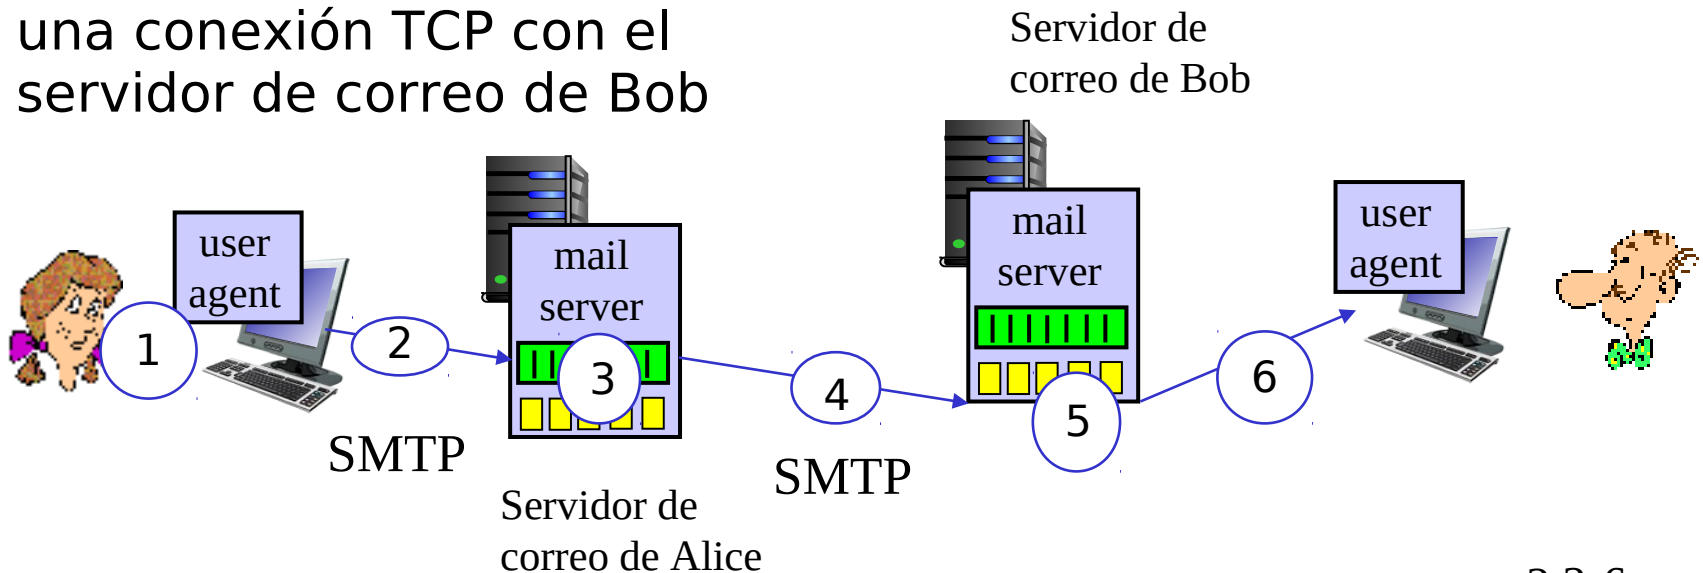 una conexión TCP con el
servidor de correo de Bob
Servidor de
correo de Bob
user
agent
mail
server
mail
server
user
agent
1
2
3
4
5
6
SMTP
SMTP
Servidor de
correo de Alice